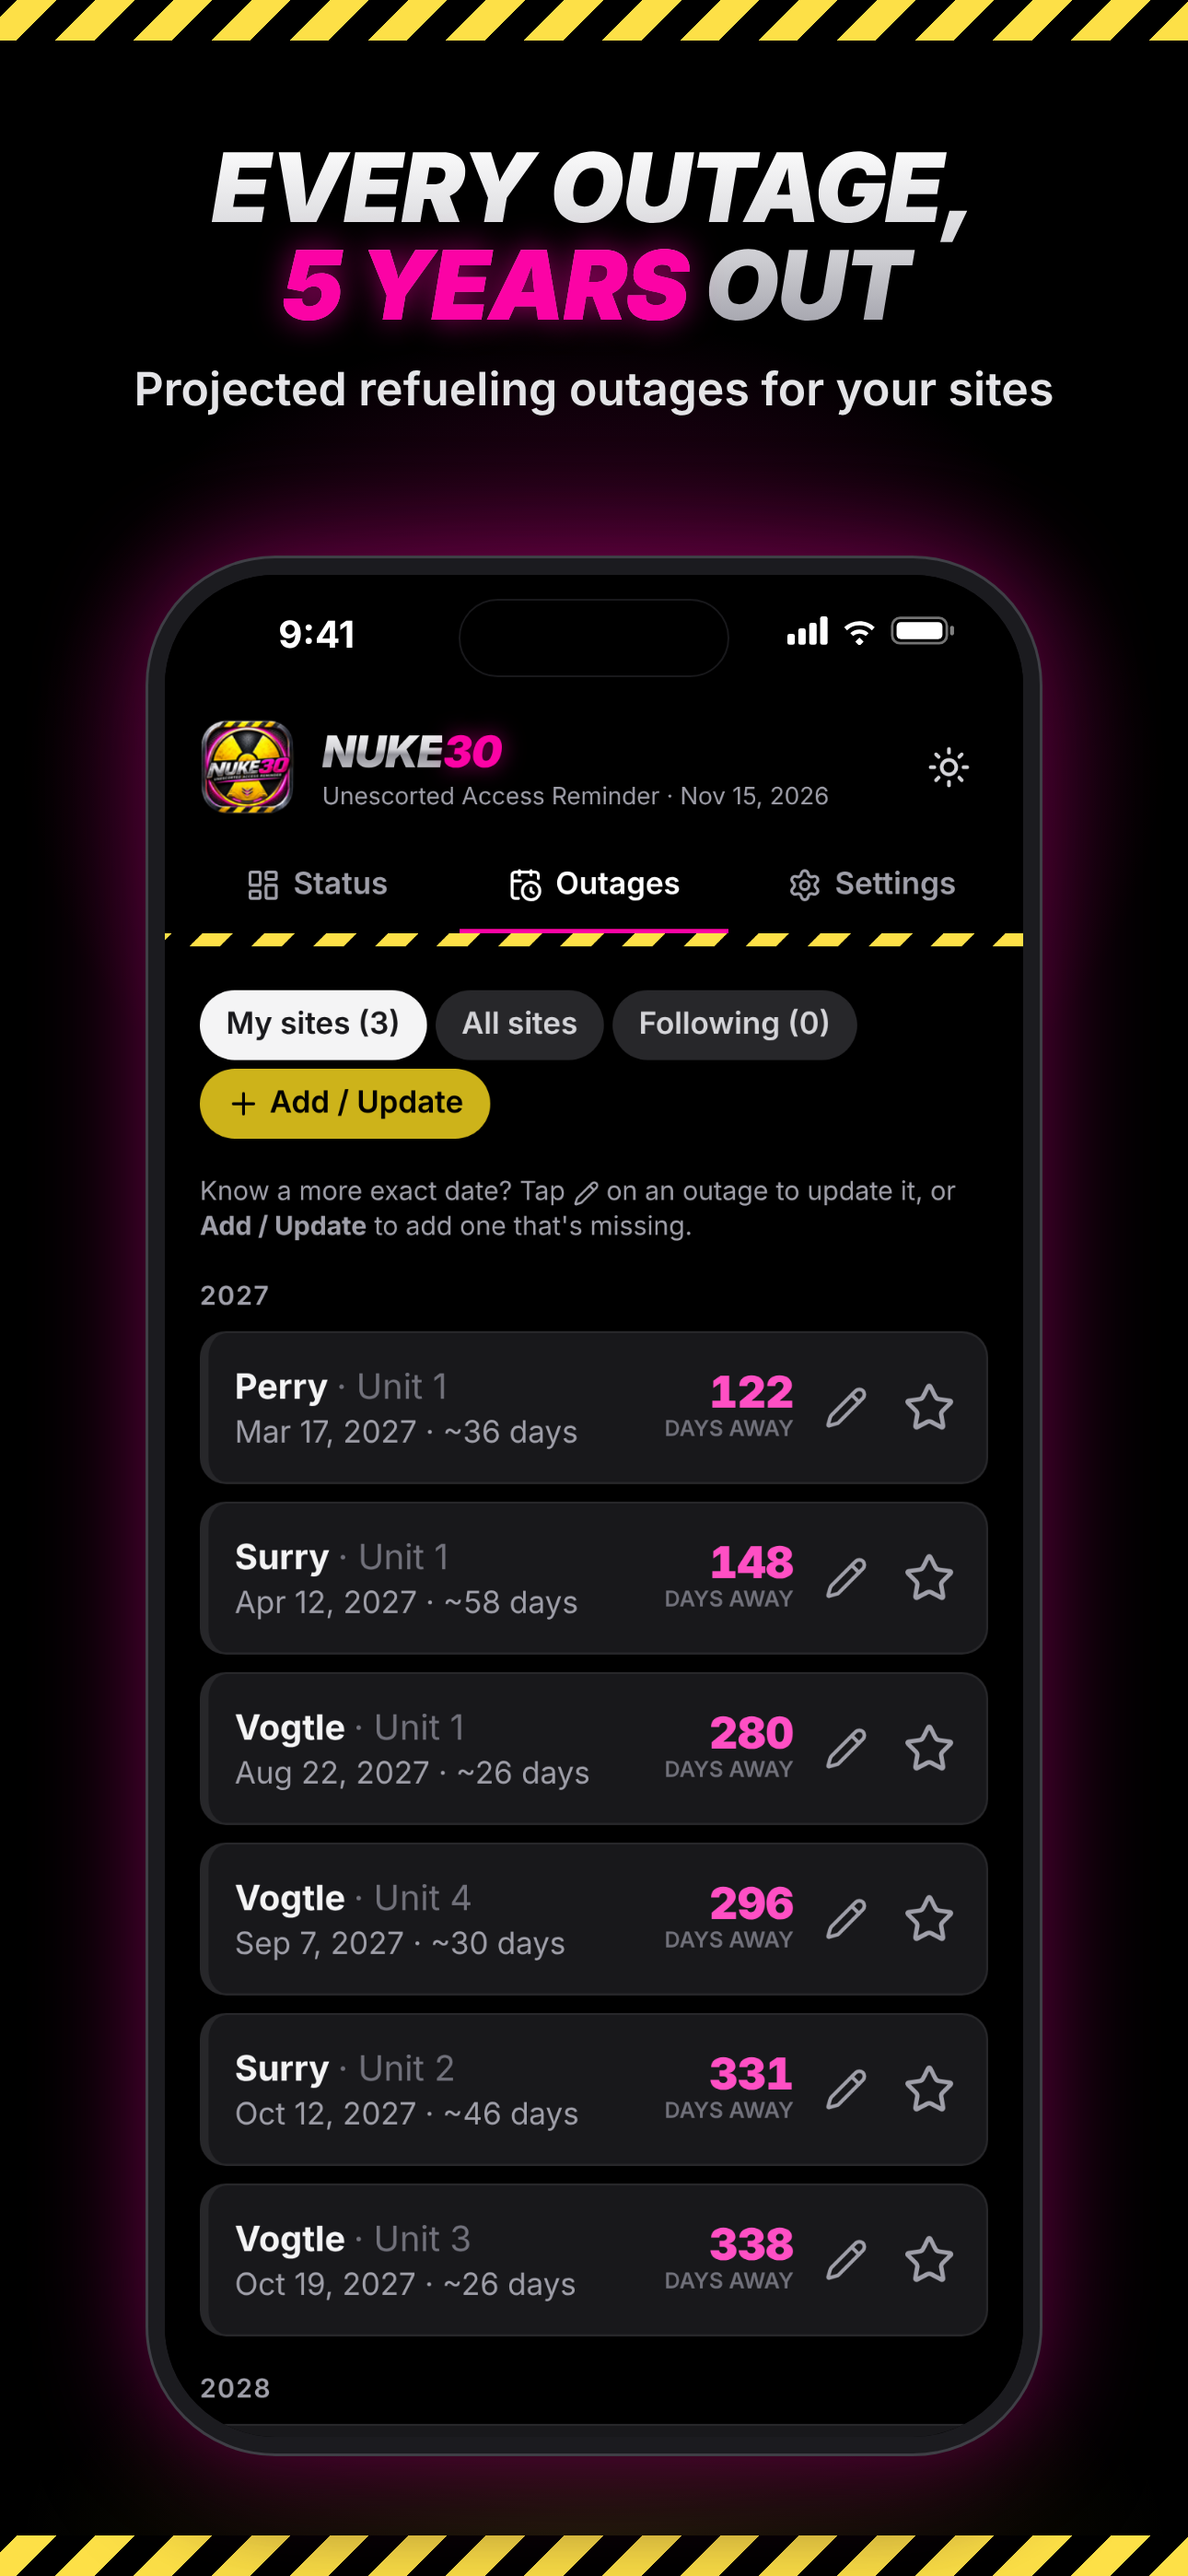 EVERY OUTAGE,
5 YEARS OUT
Projected refueling outages for your sites
9:41
NUKE30
NUKE30
UNESCORTED ACCESS REMINDER
Unescorted Access Reminder · Nov 15, 2026
Status
Outages
Settings
My sites (3)
All sites
Following (0)
+ Add / Update
Know a more exact date? Tap on an outage to update it, or
Add / Update to add one that's missing.
2027
Perry · Unit 1
Mar 17, 2027 · ~36 days
122
DAYS AWAY
Surry · Unit 1
Apr 12, 2027 · ~58 days
148
DAYS AWAY
Vogtle · Unit 1
Aug 22, 2027 · ~26 days
280
DAYS AWAY
Vogtle · Unit 4
Sep 7, 2027 · ~30 days
296
DAYS AWAY
Surry · Unit 2
Oct 12, 2027 · ~46 days
331
DAYS AWAY
Vogtle · Unit 3
Oct 19, 2027 · ~26 days
338
DAYS AWAY
2028